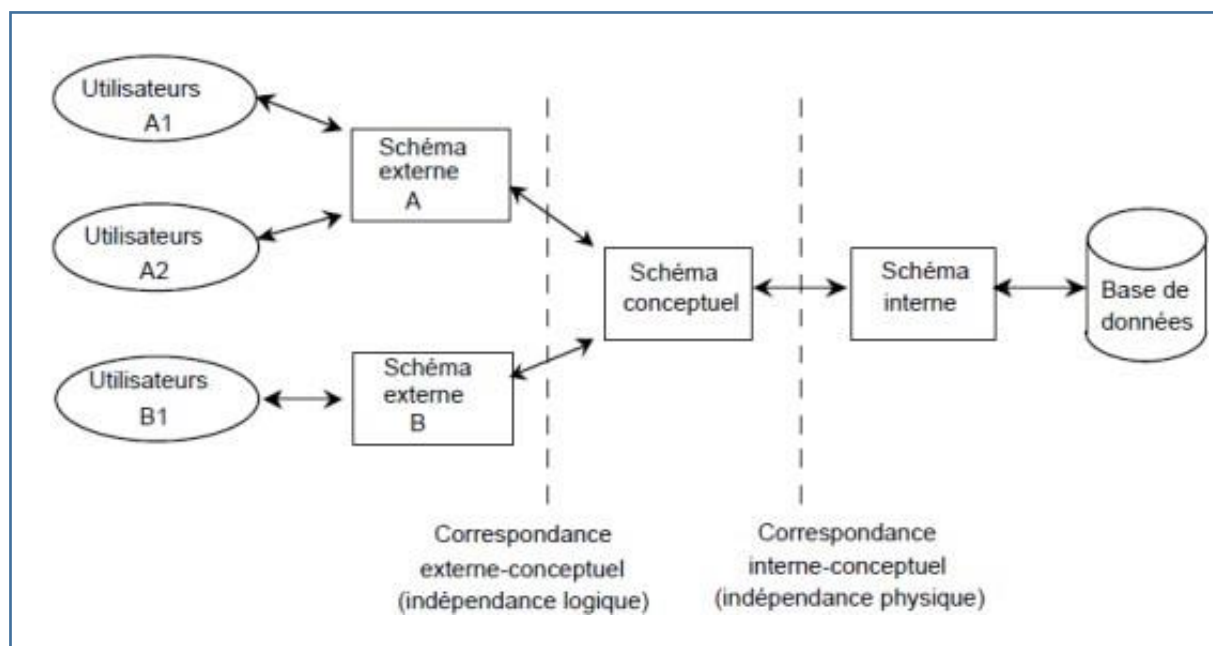 Utilisateurs
A1
Schéma
externe
A
Utilisateurs
A2
Schéma
conceptuel
Schéma
interne
Base de
données
Utilisateurs
B1
Schéma
externe
B
Correspondance
externe-conceptuel
(indépendance logique)
Correspondance
interne-conceptuel
(indépendance physique)